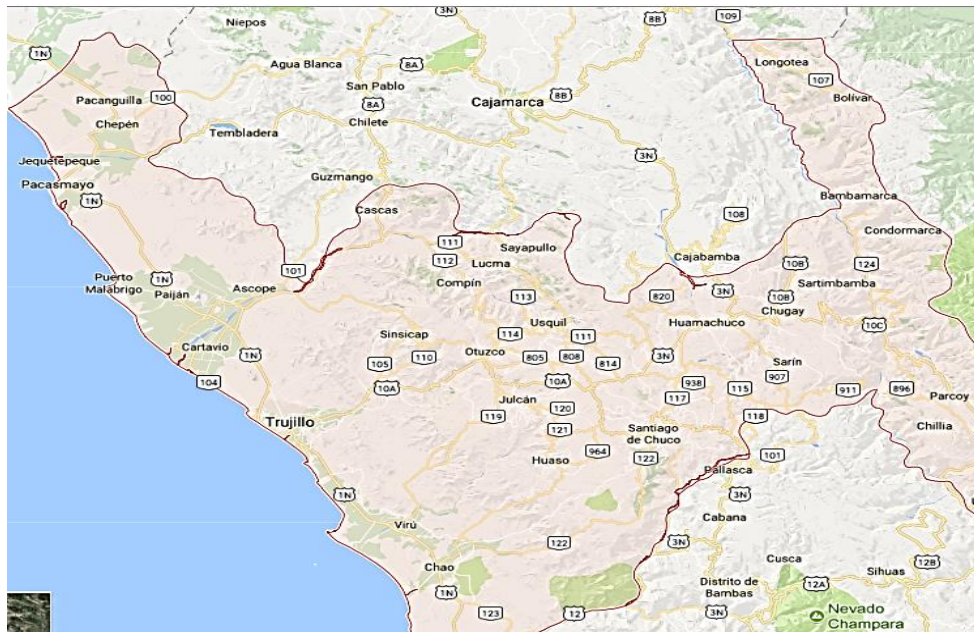 3N
109
Niepos
8B
1N
Longotea
Agua Blanca
8A
107
San Pablo
Pacanguilla
100
8A
Cajamarca
8B
Bolívar
Chepén
Chilete
Tembladera
3N
Jequetepeque
Guzmango
Pacasmayo
1N
Bambamarca
Cascas
108
Condormarca
111
Sayapullo
Cajabamba
112
Lucma
10B
124
101
Puerto
Malábrigo
1N
Compín
Sartimbamba
Paiján
Ascope
113
820
3N
10B
Chugay
Usquil
Huamachuco
10C
Sinsicap
114
111
Cartavio
1N
105
110
Otuzco
805
808
814
3N
Sarín
104
10A
10A
938
115
907
911
896
Parcoy
Julcán
117
Trujillo
119
120
118
Chillia
121
Santiago
de Chuco
Huaso
964
122
101
Pallasca
1N
3N
Virú
Cabana
122
3N
Cusca
12B
Chao
Sihuas
Distrito de
Bambas
12A
1N
123
12
3N
Nevado
Champara